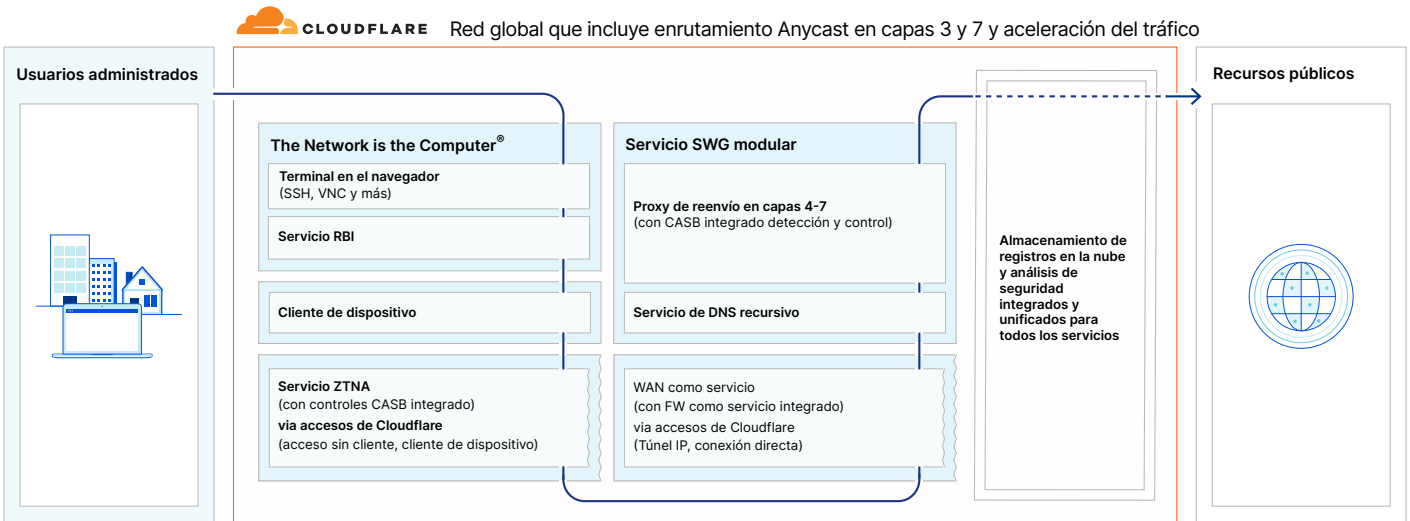 CLOUDFLARE Red global que incluye enrutamiento Anycast en capas 3 y 7 y aceleración del tráfico
Usuarios administrados
The Network is the Computer®
Terminal en el navegador
(SSH, VNC y más)
Servicio RBI
Cliente de dispositivo
Servicio ZTNA
(con controles CASB integrado)
via accesos de Cloudflare
(acceso sin cliente, cliente de dispositivo)
Servicio SWG modular
Proxy de reenvío en capas 4-7
(con CASB integrado detección y control)
Servicio de DNS recursivo
WAN como servicio
(con FW como servicio integrado)
via accesos de Cloudflare
(Túnel IP, conexión directa)
Almacenamiento de
registros en la nube
y análisis de
seguridad
integrados y
unificados para
todos los servicios
Recursos públicos